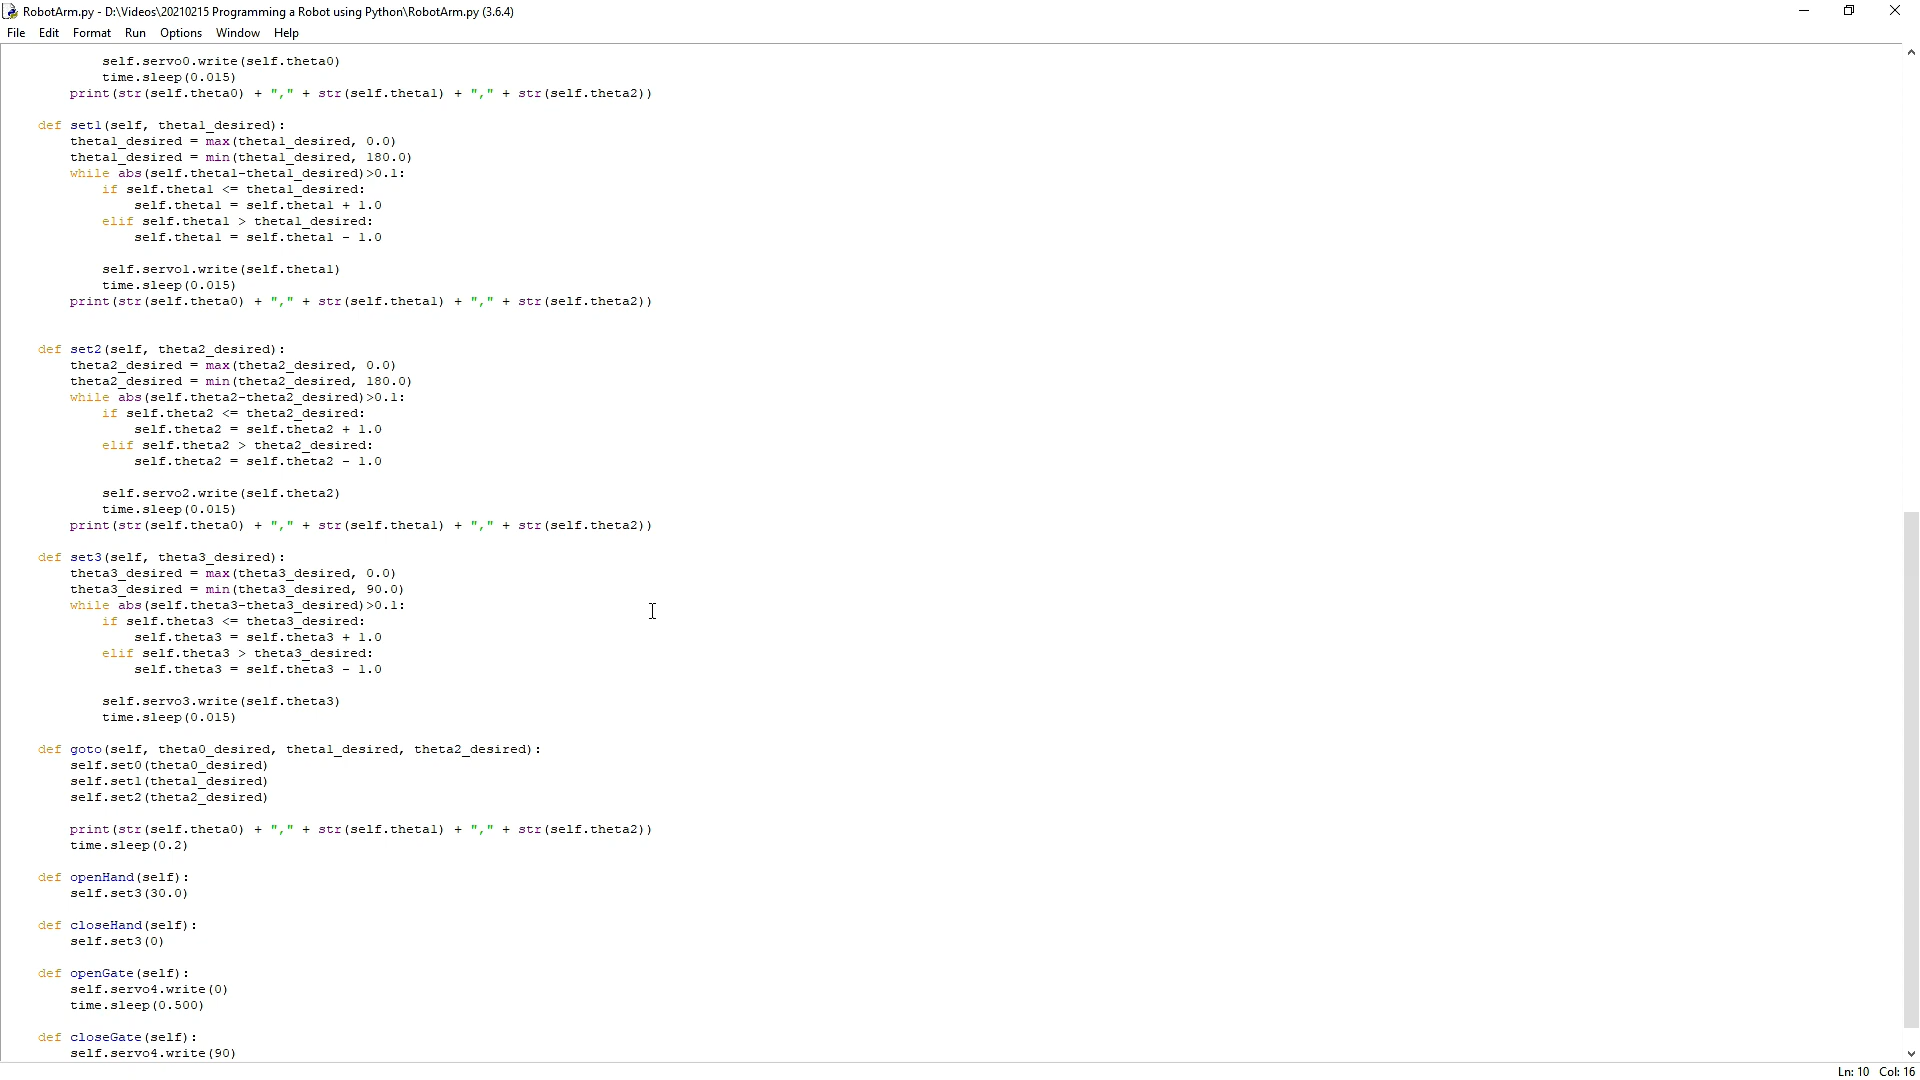 RobotArm.py - D:\Videos\20210215 Programming a Robot using Python\RobotArm.py (3.6.4)
File Edit Format Run Options Window Help
self.servo0.write(self.theta0)
time.sleep(0.015)
print(str(self.theta0) + "," + str(self.theta1) + "," + str(self.theta2))
def set1(self, theta1_desired):
theta1_desired = max(theta1_desired, 0.0)
theta1_desired = min(theta1_desired, 180.0)
while abs(self.theta1-theta1_desired)>0.1:
if self.theta1 <= theta1_desired:
self.theta1 = self.theta1 + 1.0
elif self.theta1 > theta1_desired:
self.theta1 = self.theta1 - 1.0
self.servo1.write(self.theta1)
time.sleep(0.015)
print(str(self.theta0) + "," + str(self.theta1) + "," + str(self.theta2))
def set2(self, theta2_desired):
theta2_desired = max(theta2_desired, 0.0)
theta2_desired = min(theta2_desired, 180.0)
while abs(self.theta2-theta2_desired)>0.1:
if self.theta2 <= theta2_desired:
self.theta2 = self.theta2 + 1.0
elif self.theta2 > theta2_desired:
self.theta2 = self.theta2 - 1.0
self.servo2.write(self.theta2)
time.sleep(0.015)
print(str(self.theta0) + "," + str(self.theta1) + "," + str(self.theta2))
def set3(self, theta3_desired):
theta3_desired = max(theta3_desired, 0.0)
theta3_desired = min(theta3_desired, 90.0)
while abs(self.theta3-theta3_desired)>0.1:
if self.theta3 <= theta3_desired:
self.theta3 = self.theta3 + 1.0
elif self.theta3 > theta3_desired:
self.theta3 = self.theta3 - 1.0
self.servo3.write(self.theta3)
time.sleep(0.015)
def goto(self, theta0_desired, theta1_desired, theta2_desired):
self.set0(theta0_desired)
self.set1(theta1_desired)
self.set2(theta2_desired)
print(str(self.theta0) + "," + str(self.theta1) + "," + str(self.theta2))
time.sleep(0.2)
def openHand(self):
self.set3(30.0)
def closeHand(self):
self.set3(0)
def openGate(self):
self.servo4.write(0)
time.sleep(0.500)
def closeGate(self):
self.servo4.write(90)
Ln: 10 Col: 16